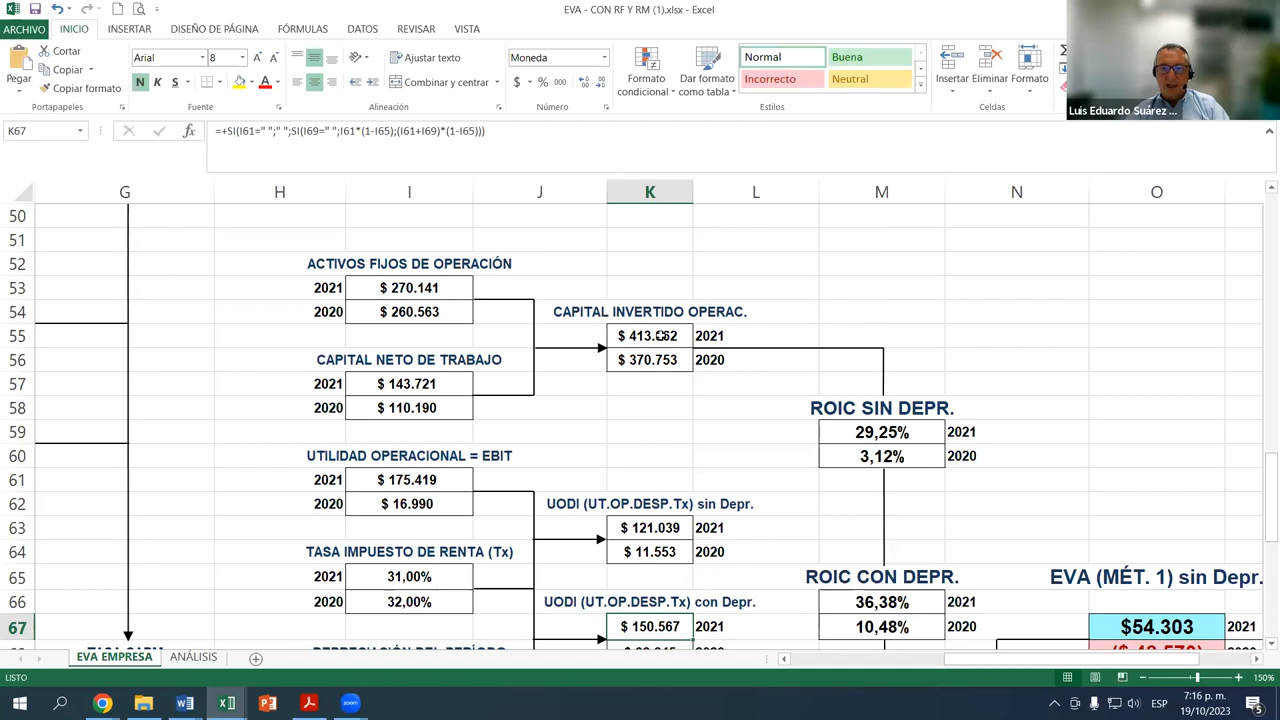 EVA - CON RF Y RM (1).xlsx - Excel
ARCHIVO INICIO INSERTAR DISEÑO DE PÁGINA FÓRMULAS DATOS REVISAR VISTA
Pegar
Cortar
Copiar
Copiar formato
Portapapeles
Arial 8
N K S
Fuente
Ajustar texto
Combinar y centrar
Alineación
Moneda
$ % 000
Número
Formato condicional
Dar formato como tabla
Normal Buena
Incorrecto Neutral
Estilos
Insertar Eliminar Formato
Celdas
Luis Eduardo Suárez ...
K67 =+SI(I61=" ";" ";SI(I69=" ";I61*(1-I65);(I61+I69)*(1-I65)))
G H I J K L M N O
50
51
52 ACTIVOS FIJOS DE OPERACIÓN
53 2021 $ 270.141
54 2020 $ 260.563 CAPITAL INVERTIDO OPERAC.
55 2021
56 CAPITAL NETO DE TRABAJO $ 370.753 2020
57 2021 $ 143.721
58 2020 $ 110.190 ROIC SIN DEPR.
59 29,25% 2021
60 UTILIDAD OPERACIONAL = EBIT 3,12% 2020
61 2021 $ 175.419
62 2020 $ 16.990 UODI (UT.OP.DESP.Tx) sin Depr.
63 $ 121.039 2021
64 TASA IMPUESTO DE RENTA (Tx) $ 11.553 2020
65 2021 31,00% ROIC CON DEPR. EVA (MÉT. 1) sin Depr.
66 2020 32,00% UODI (UT.OP.DESP.Tx) con Depr. 36,38% 2021
67 $ 150.567 2021 10,48% 2020 $54.303 2021
EVA EMPRESA ANÁLISIS
LISTO 150%
zoom
ESP
7:16 p. m.
19/10/2023
5